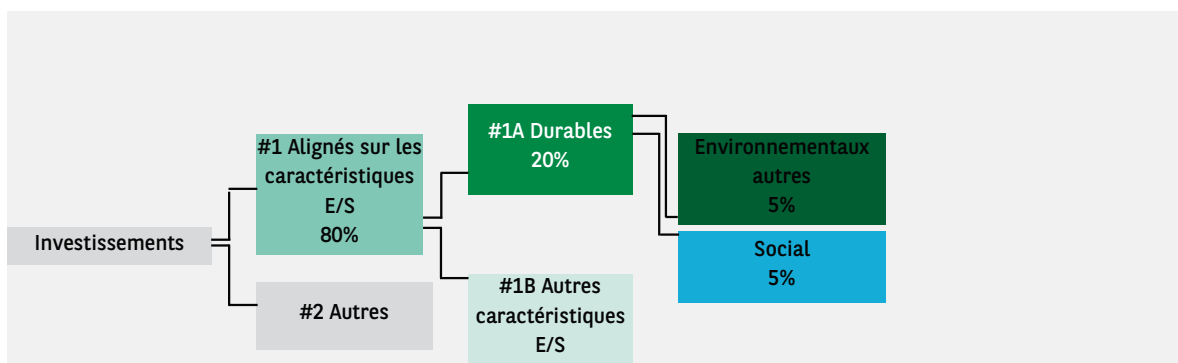 Investissements
#1 Alignés sur les
caractéristiques
E/S
80%
#2 Autres
#1A Durables
20%
#1B Autres
caractéristiques
E/S
Environnementaux
autres
5%
Social
5%